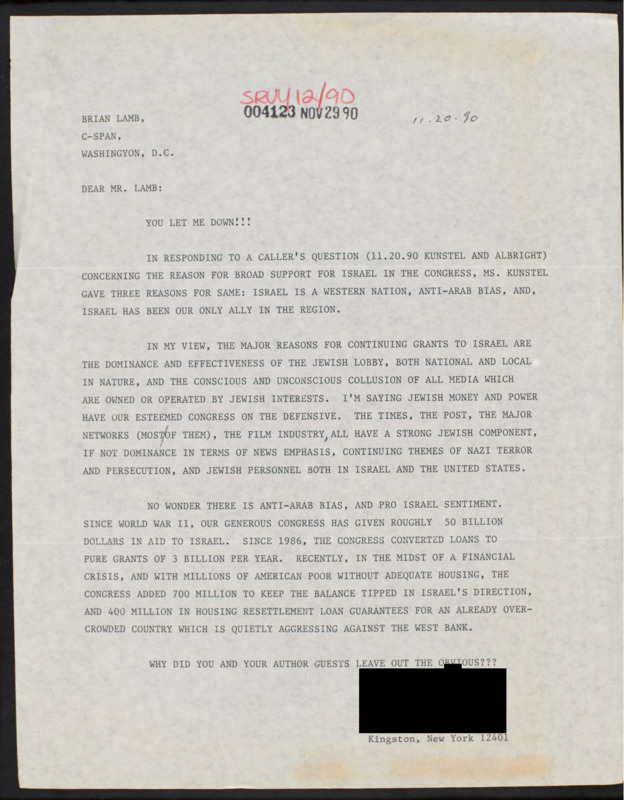 SRVY 12/90
004123 NOV 29 90
11.20.90
BRIAN LAMB,
C-SPAN,
WASHINGYON, D.C.
DEAR MR. LAMB:
YOU LET ME DOWN!!!
IN RESPONDING TO A CALLER'S QUESTION (11.20.90 KUNSTEL AND ALBRIGHT)
CONCERNING THE REASON FOR BROAD SUPPORT FOR ISRAEL IN THE CONGRESS, MS. KUNSTEL
GAVE THREE REASONS FOR SAME: ISRAEL IS A WESTERN NATION, ANTI-ARAB BIAS, AND,
ISRAEL HAS BEEN OUR ONLY ALLY IN THE REGION.
IN MY VIEW, THE MAJOR REASONS FOR CONTINUING GRANTS TO ISRAEL ARE
THE DOMINANCE AND EFFECTIVENESS OF THE JEWISH LOBBY, BOTH NATIONAL AND LOCAL
IN NATURE, AND THE CONSCIOUS AND UNCONSCIOUS COLLUSION OF ALL MEDIA WHICH
ARE OWNED OR OPERATED BY JEWISH INTERESTS. I'M SAYING JEWISH MONEY AND POWER
HAVE OUR ESTEEMED CONGRESS ON THE DEFENSIVE. THE TIMES, THE POST, THE MAJOR
NETWORKS (MOST/OF THEM), THE FILM INDUSTRY, ALL HAVE A STRONG JEWISH COMPONENT,
IF NOT DOMINANCE IN TERMS OF NEWS EMPHASIS, CONTINUING THEMES OF NAZI TERROR
AND PERSECUTION, AND JEWISH PERSONNEL BOTH IN ISRAEL AND THE UNITED STATES.
NO WONDER THERE IS ANTI-ARAB BIAS, AND PRO ISRAEL SENTIMENT.
SINCE WORLD WAR II, OUR GENEROUS CONGRESS HAS GIVEN ROUGHLY 50 BILLION
DOLLARS IN AID TO ISRAEL. SINCE 1986, THE CONGRESS CONVERTED LOANS TO
PURE GRANTS OF 3 BILLION PER YEAR. RECENTLY, IN THE MIDST OF A FINANCIAL
CRISIS, AND WITH MILLIONS OF AMERICAN POOR WITHOUT ADEQUATE HOUSING, THE
CONGRESS ADDED 700 MILLION TO KEEP THE BALANCE TIPPED IN ISRAEL'S DIRECTION,
AND 400 MILLION IN HOUSING RESETTLEMENT LOAN GUARANTEES FOR AN ALREADY OVER-
CROWDED COUNTRY WHICH IS QUIETLY AGGRESSING AGAINST THE WEST BANK.
WHY DID YOU AND YOUR AUTHOR GUESTS LEAVE OUT THE OBVIOUS???
Kingston, New York 12401